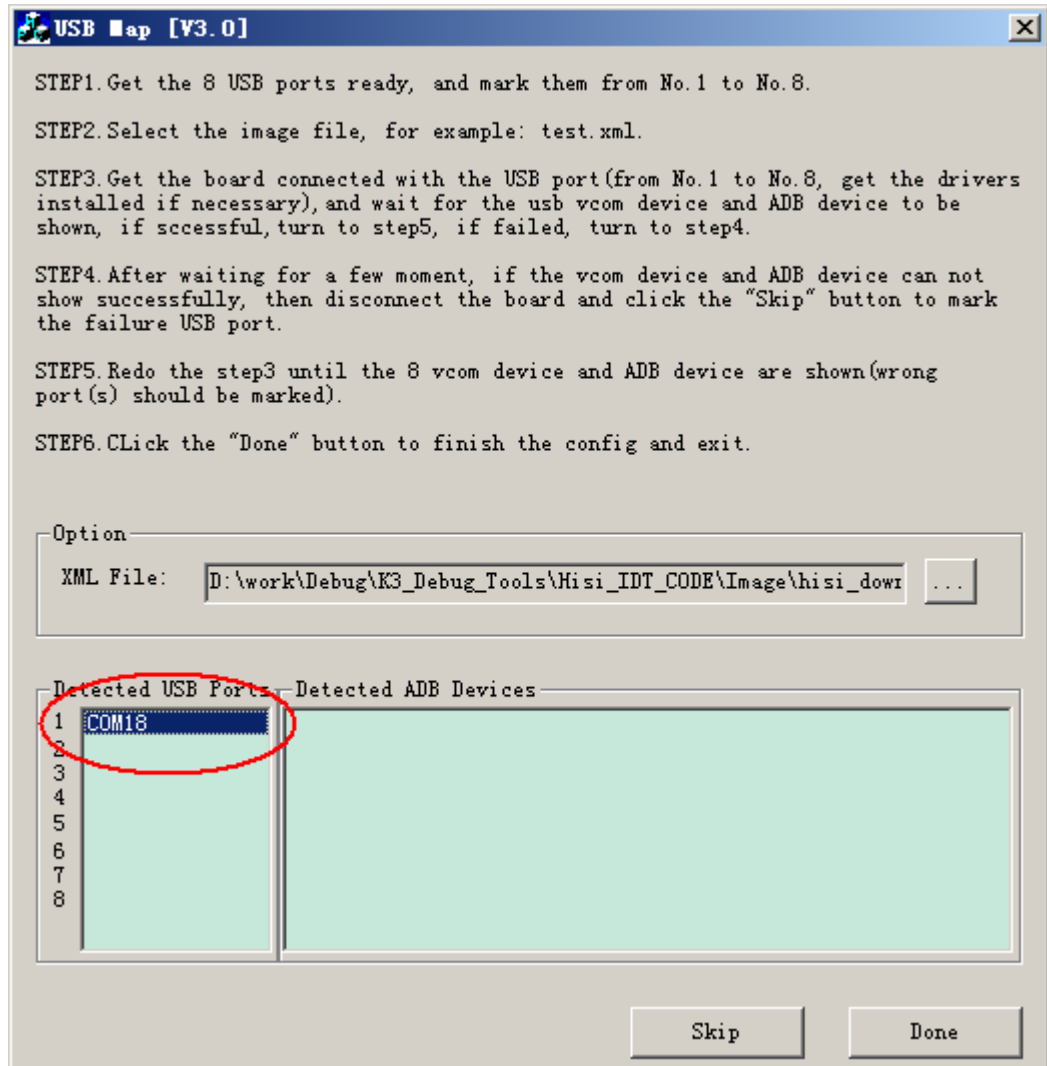 USB Map [V3.0]
STEP1.Get the 8 USB ports ready, and mark them from No.1 to No.8.
STEP2.Select the image file, for example: test.xml.
STEP3.Get the board connected with the USB port(from No.1 to No.8, get the drivers
installed if necessary),and wait for the usb vcom device and ADB device to be
shown, if sccessful,turn to step5, if failed, turn to step4.
STEP4.After waiting for a few moment, if the vcom device and ADB device can not
show successfully, then disconnect the board and click the "Skip" button to mark
the failure USB port.
STEP5.Redo the step3 until the 8 vcom device and ADB device are shown(wrong
port(s) should be marked).
STEP6.CLick the "Done" button to finish the config and exit.
Option
XML File: D:\work\Debug\K3_Debug_Tools\Hisi_IDT_CODE\Image\hisi_down ...
Detected USB Ports Detected ADB Devices
1 COM18
2
3
4
5
6
7
8
Skip Done